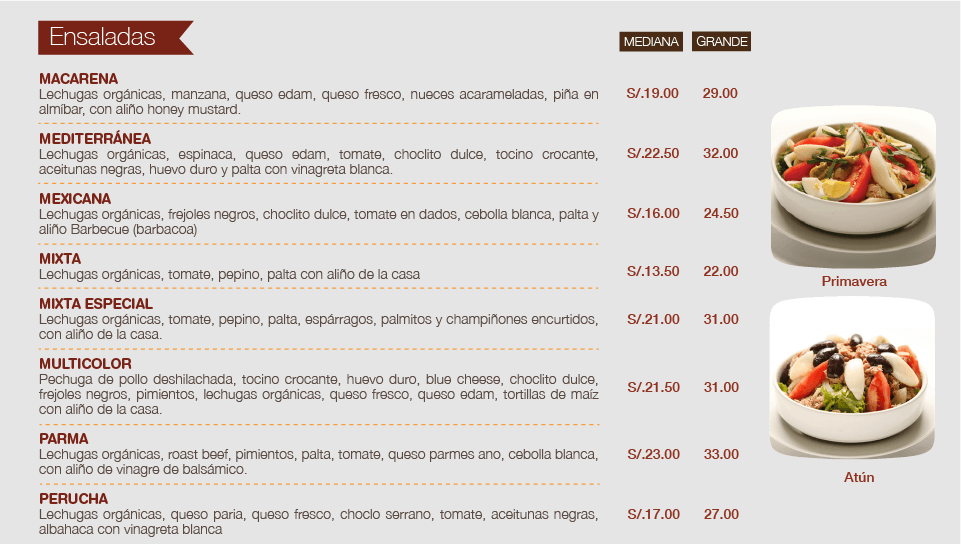 Ensaladas
MEDIANA GRANDE
MACARENA
Lechugas orgánicas, manzana, queso edam, queso fresco, nueces acarameladas, piña en
almíbar, con aliño honey mustard.
S/.19.00 29.00
MEDITERRÁNEA
Lechugas orgánicas, espinaca, queso edam, tomate, choclito dulce, tocino crocante,
aceitunas negras, huevo duro y palta con vinagreta blanca.
S/.22.50 32.00
MEXICANA
Lechugas orgánicas, frejoles negros, choclito dulce, tomate en dados, cebolla blanca, palta y
aliño Barbecue (barbacoa)
S/.16.00 24.50
MIXTA
Lechugas orgánicas, tomate, pepino, palta con aliño de la casa
S/.13.50 22.00
MIXTA ESPECIAL
Lechugas orgánicas, tomate, pepino, palta, espárragos, palmitos y champiñones encurtidos,
con aliño de la casa.
S/.21.00 31.00
MULTICOLOR
Pechuga de pollo deshilachada, tocino crocante, huevo duro, blue cheese, choclito dulce,
frejoles negros, pimientos, lechugas orgánicas, queso fresco, queso edam, tortillas de maíz
con aliño de la casa.
S/.21.50 31.00
PARMA
Lechugas orgánicas, roast beef, pimientos, palta, tomate, queso parmes ano, cebolla blanca,
con aliño de vinagre de balsámico.
S/.23.00 33.00
PERUCHA
Lechugas orgánicas, queso paria, queso fresco, choclo serrano, tomate, aceitunas negras,
albahaca con vinagreta blanca
S/.17.00 27.00
Primavera
Atún